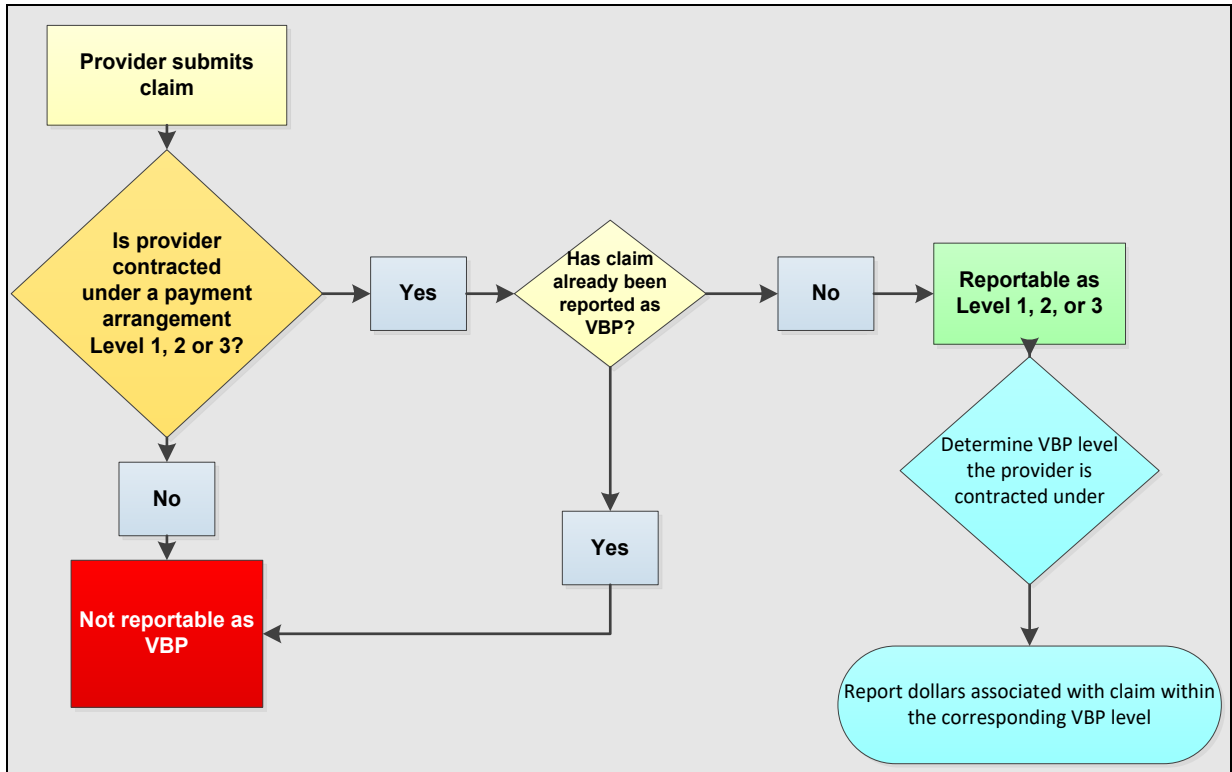 Provider submits
claim
Is provider
contracted
under a payment
arrangement
Level 1, 2 or 3?
Yes
Has claim
already been
reported as
VBP?
No
Reportable as
Level 1, 2, or 3
Determine VBP level
the provider is
contracted under
No
Yes
Not reportable as
VBP
Report dollars associated with claim within
the corresponding VBP level